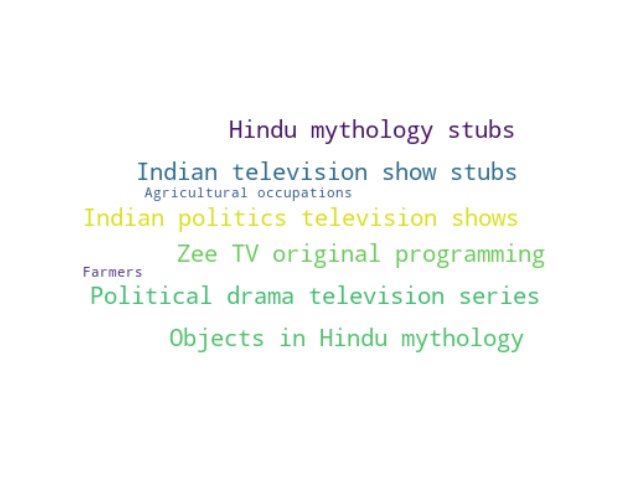 Hindu mythology stubs
Indian television show stubs
Agricultural occupations
Indian politics television shows
Zee TV original programming
Farmers
Political drama television series
Objects in Hindu mythology